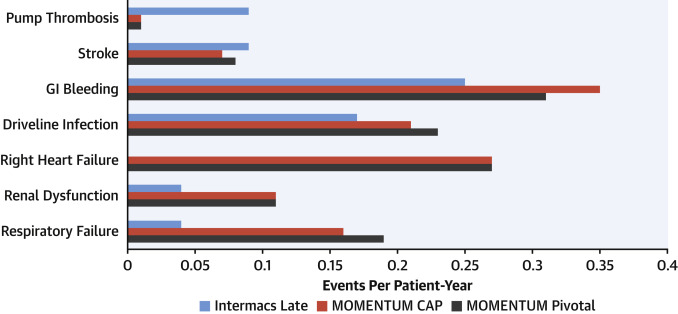 Pump Thrombosis
Stroke
GI Bleeding
Driveline Infection
Right Heart Failure
Renal Dysfunction
Respiratory Failure
0 0.05 0.1 0.15 0.2 0.25 0.3 0.35 0.4
Events Per Patient-Year
Intermacs Late MOMENTUM CAP MOMENTUM Pivotal